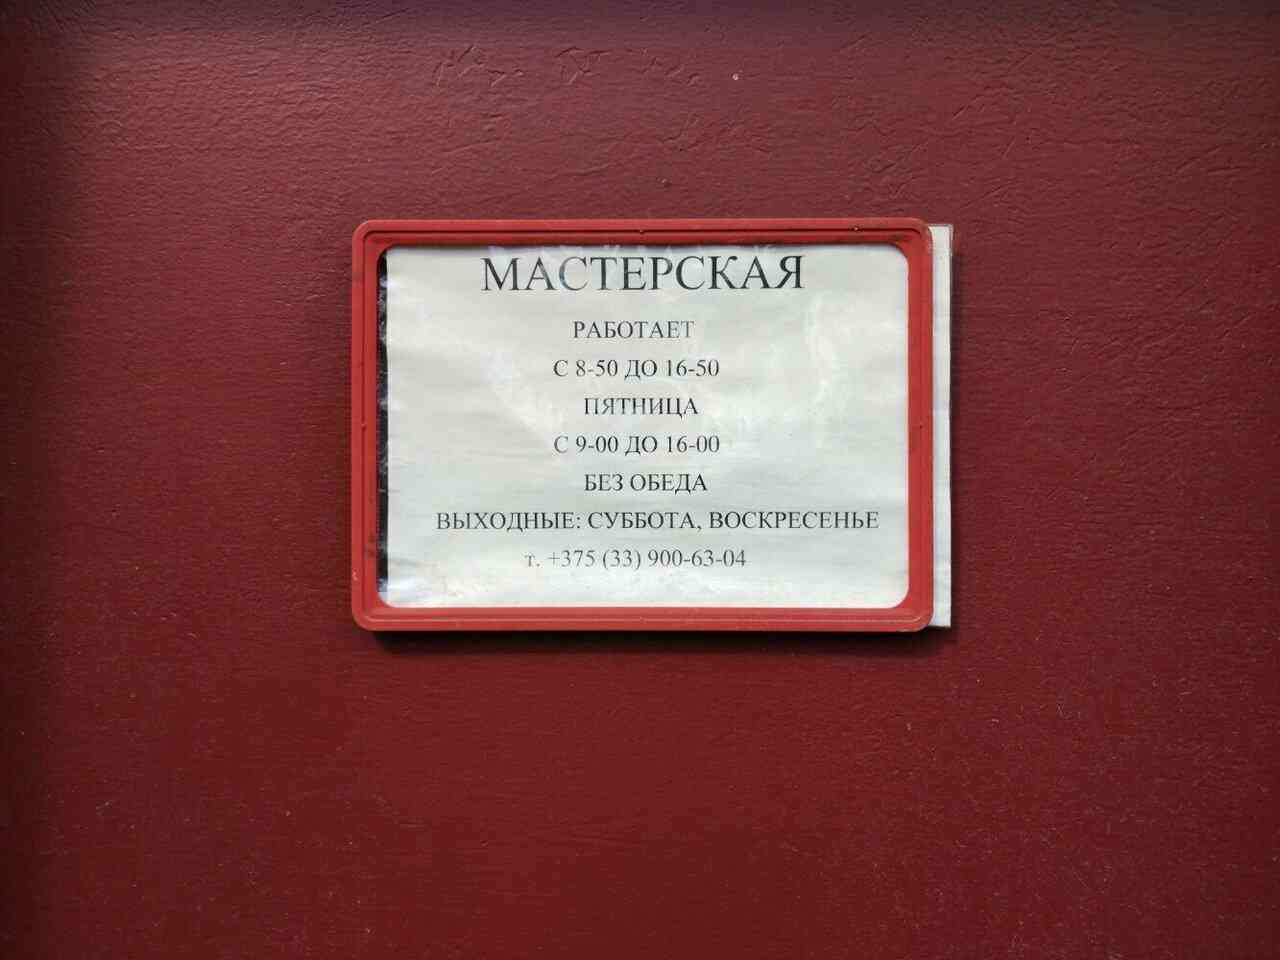 МАСТЕРСКАЯ
РАБОТАЕТ
С 8-50 ДО 16-50
ПЯТНИЦА
С 9-00 ДО 16-00
БЕЗ ОБЕДА
ВЫХОДНЫЕ: СУББОТА, ВОСКРЕСЕНЬЕ
т. +375 (33) 900-63-04